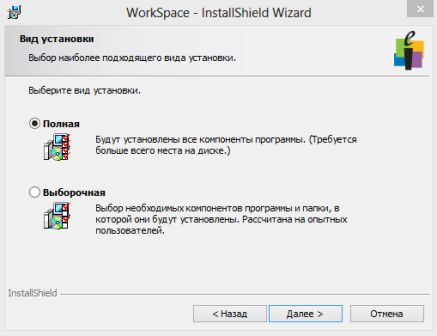 WorkSpace - InstallShield Wizard
Вид установки
Выбор наиболее подходящего вида установки.
Выберите вид установки.
Полная
Будут установлены все компоненты программы. (Требуется
больше всего места на диске.)
Выборочная
Выбор необходимых компонентов программы и папки, в
которой они будут установлены. Рассчитана на опытных
пользователей.
InstallShield
< Назад
Далее >
Отмена